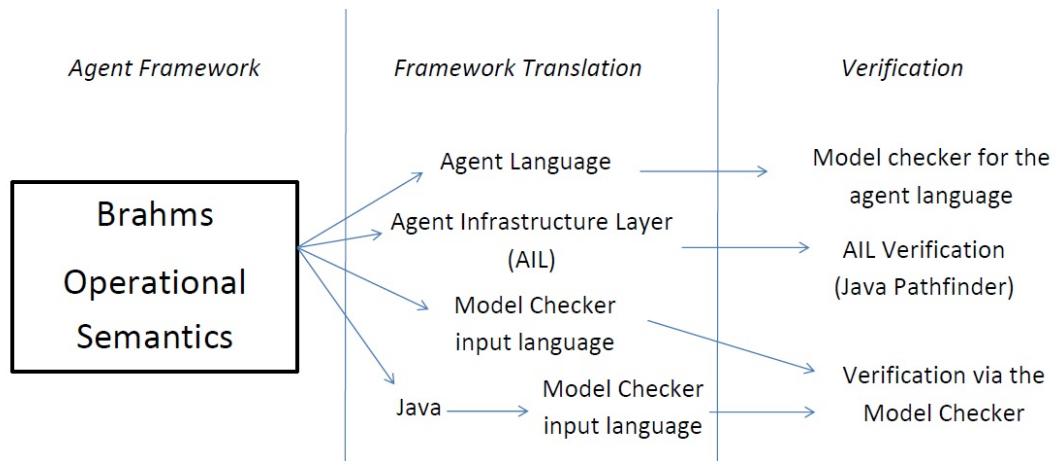 Agent Framework
Framework Translation
Verification
Brahms
Operational
Semantics
Agent Language
Model checker for the
agent language
Agent Infrastructure Layer
(AIL)
AIL Verification
(Java Pathfinder)
Model Checker
input language
Java
Model Checker
input language
Verification via the
Model Checker